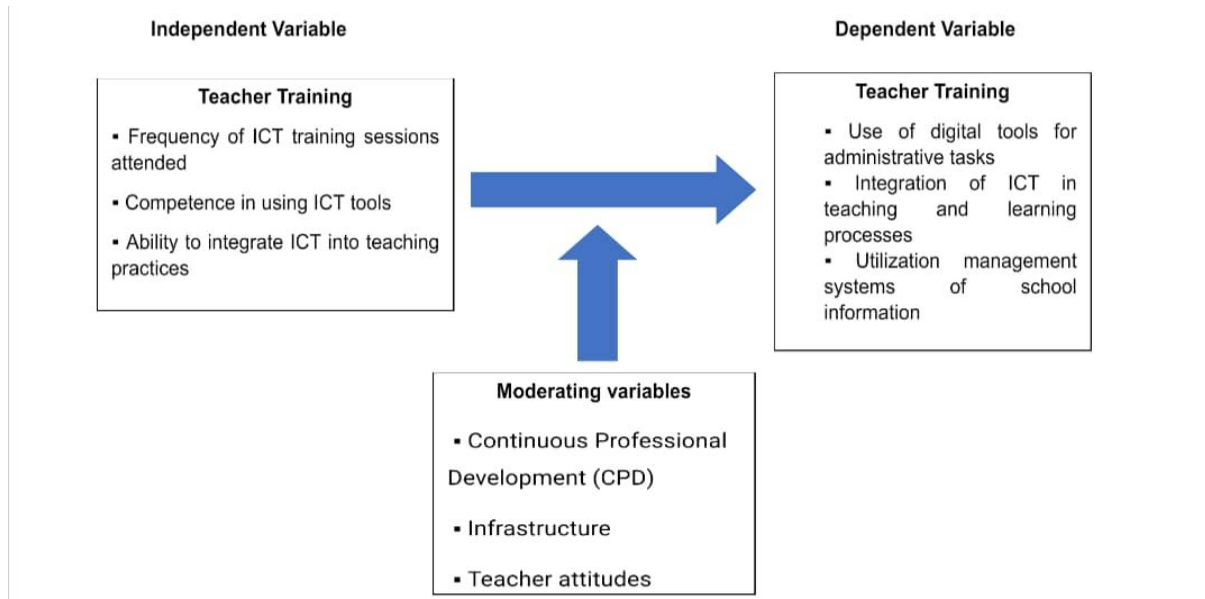 Independent Variable
Dependent Variable
Teacher Training
▪ Frequency of ICT training sessions
attended
▪ Competence in using ICT tools
▪ Ability to integrate ICT into teaching
practices
Teacher Training
▪ Use of digital tools for
administrative tasks
▪ Integration of ICT in
teaching and learning
processes
▪ Utilization management
systems of school
information
Moderating variables
▪ Continuous Professional
Development (CPD)
▪ Infrastructure
▪ Teacher attitudes